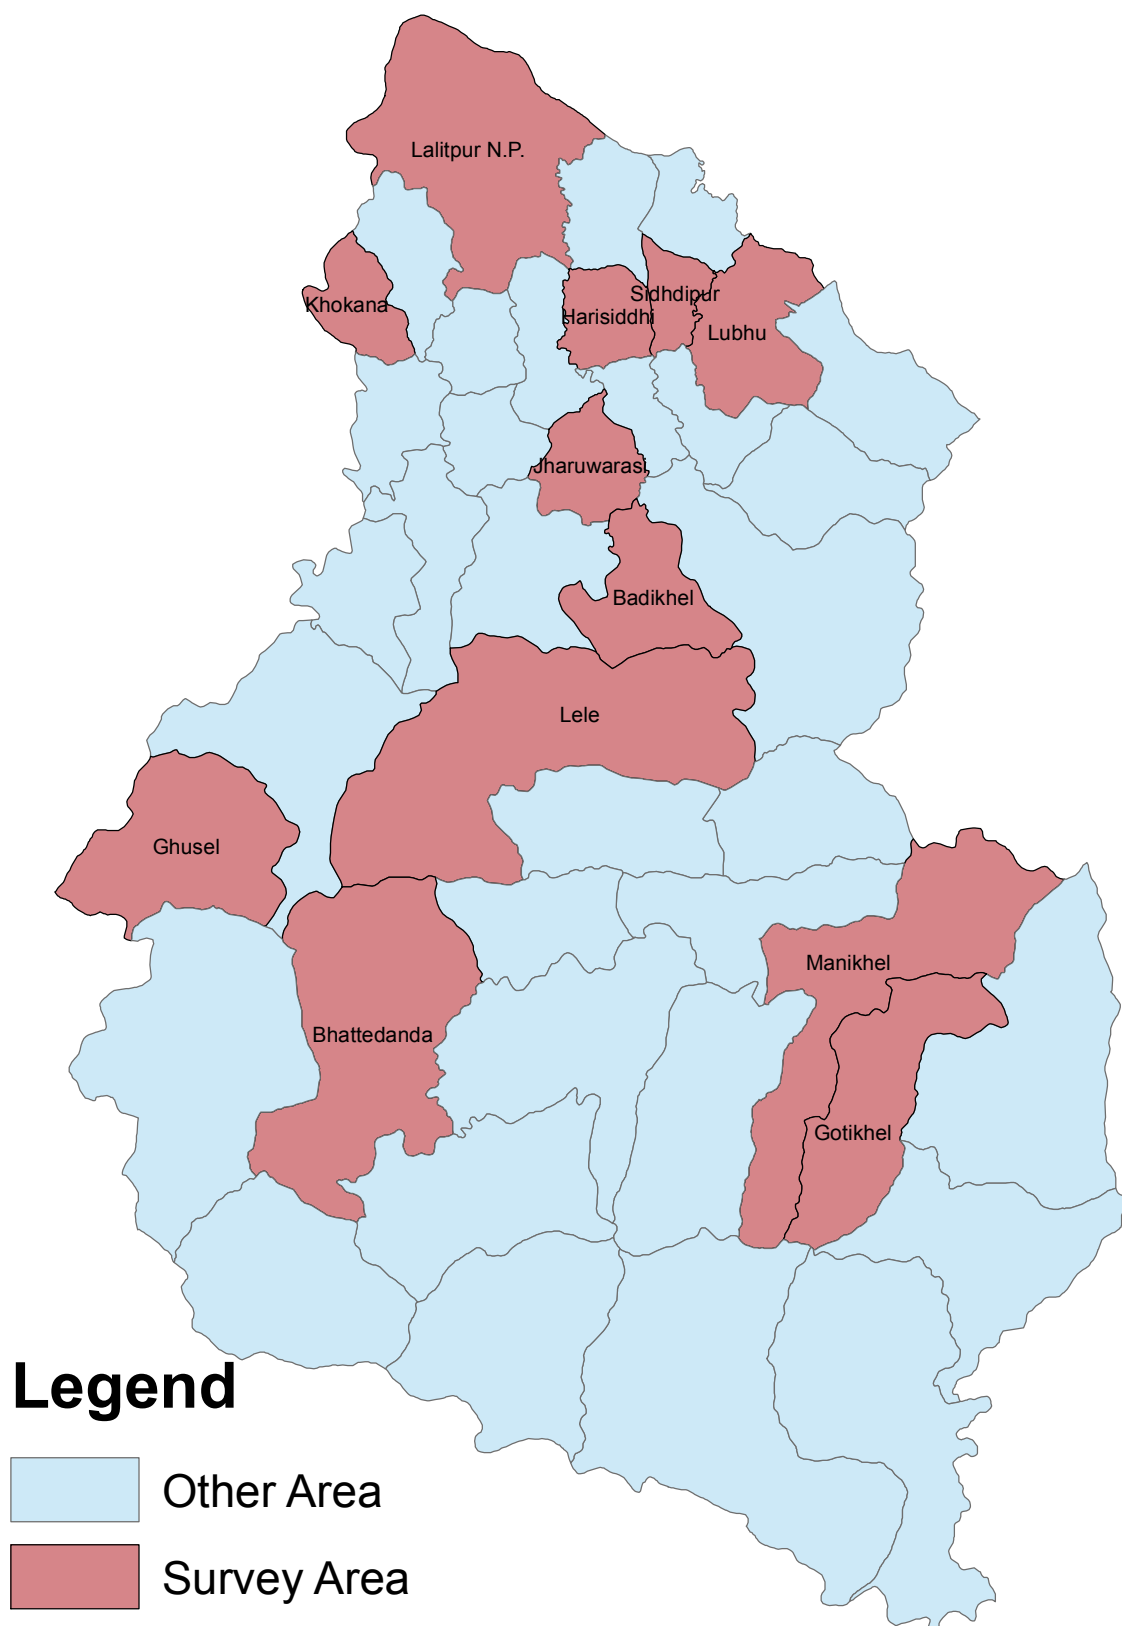 Lalitpur N.P.
Khokana
Sidhdipur
Harisiddhi
Lubhu
Jharuwarasi
Badikhel
Lele
Ghusel
Manikhel
Bhattedanda
Gotikhel
Legend
Other Area
Survey Area